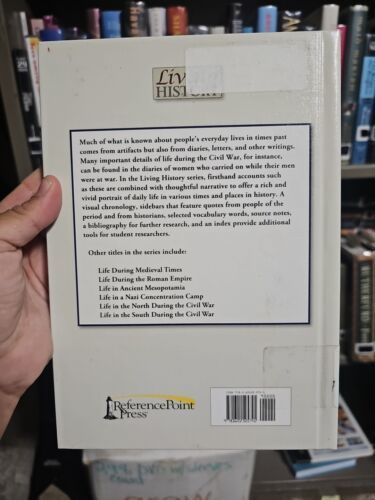 Living
HISTORY
Much of what is known about people's everyday lives in times past
comes from artifacts but also from diaries, letters, and other writings.
Many important details of life during the Civil War, for instance,
can be found in the diaries of women who carried on while their men
were at war. In the Living History series, firsthand accounts such
as these are combined with thoughtful narrative to offer a rich and
vivid portrait of daily life in various times and places in history. A
visual chronology, sidebars that feature quotes from people of the
period and from historians, selected vocabulary words, source notes,
a bibliography for further research, and an index provide additional
tools for student researchers.
Other titles in the series include:
Life During Medieval Times
Life During the Roman Empire
Life in Ancient Mesopotamia
Life in a Nazi Concentration Camp
Life in the North During the Civil War
Life in the South During the Civil War
ReferencePoint
Press